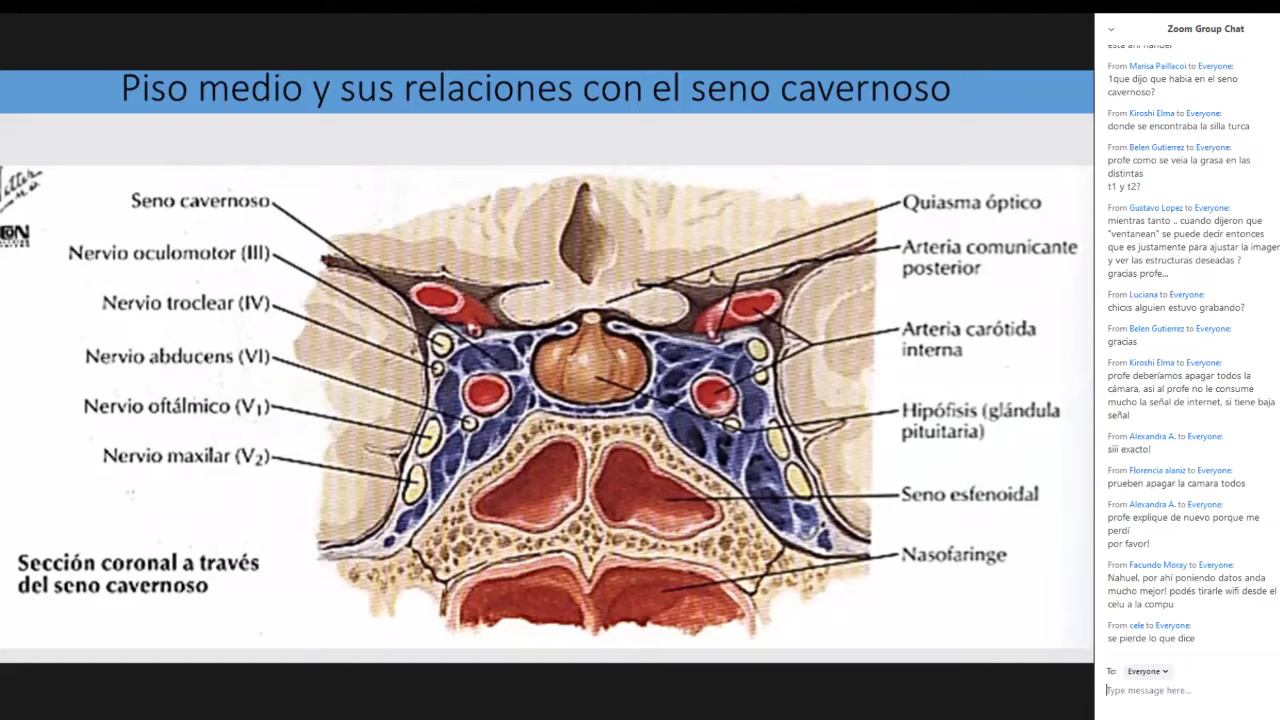 Piso medio y sus relaciones con el seno cavernoso
Seno cavernoso
Nervio oculomotor (III)
Nervio troclear (IV)
Nervio abducens (VI)
Nervio oftálmico (V₁)
Nervio maxilar (V₂)
Sección coronal a través
del seno cavernoso
Quiasma óptico
Arteria comunicante
posterior
Arteria carótida
interna
Hipófisis (glándula
pituitaria)
Seno esfenoidal
Nasofaringe
Zoom Group Chat
From Marisa Paillacoi to Everyone:
1que dijo que habia en el seno
cavernoso?
From Kiroshi Elma to Everyone:
donde se encontraba la silla turca
From Belen Gutierrez to Everyone:
profe como se veia la grasa en las
distintas
t1 y t2?
From Gustavo Lopez to Everyone:
mientras tanto .. cuando dijeron que
"ventanean" se puede decir entonces
que es justamente para ajustar la imager
y ver las estructuras deseadas ?
gracias profe...
From Luciana to Everyone:
chicxs alguien estuvo grabando?
From Belen Gutierrez to Everyone:
gracias
From Kiroshi Elma to Everyone:
profe deberíamos apagar todos la
cámara, asi al profe no le consume
mucho la señal de internet, si tiene baja
señal
From Alexandra A. to Everyone:
siii exacto!
From Florencia alaniz to Everyone:
prueben apagar la camara todos
From Alexandra A. to Everyone:
profe explique de nuevo porque me
perdí
por favor!
From Facundo Moray to Everyone:
Nahuel, por ahí poniendo datos anda
mucho mejor! podés tirarle wifi desde el
celu a la compu
From cele to Everyone:
se pierde lo que dice
To: Everyone
Type message here...